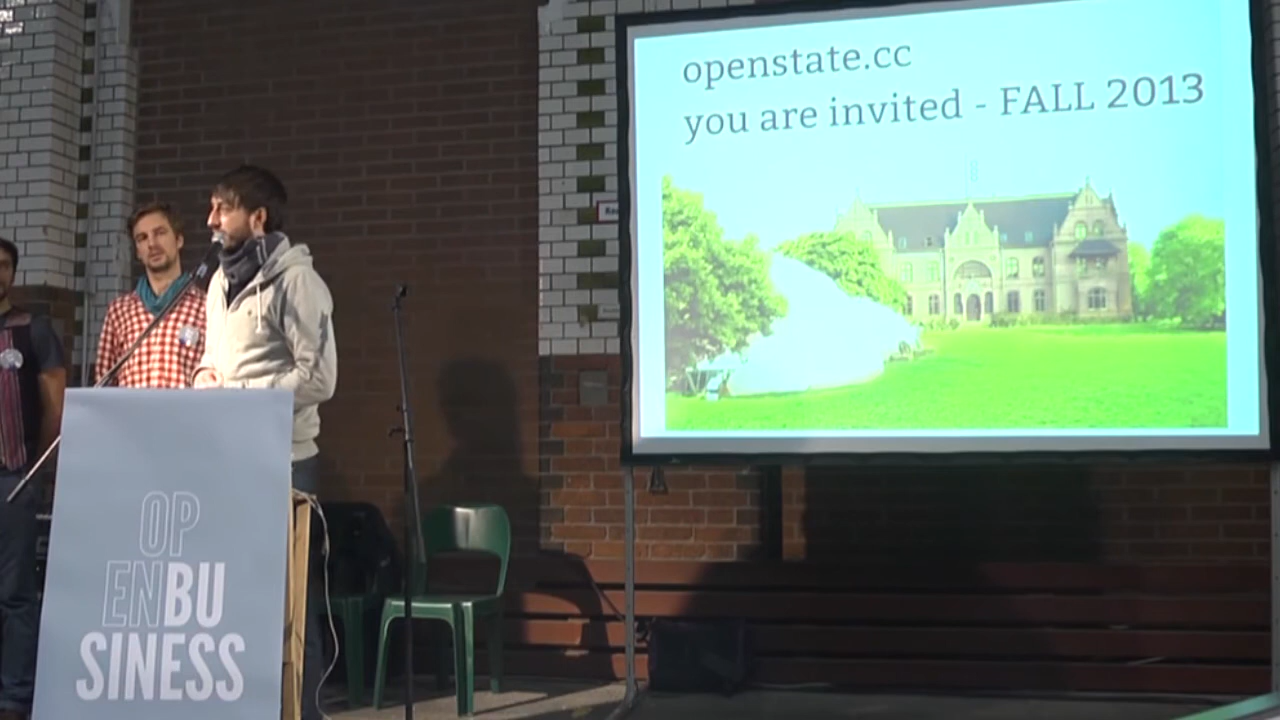 openstate.cc
you are invited - FALL 2013
OP
ENBU
SINESS